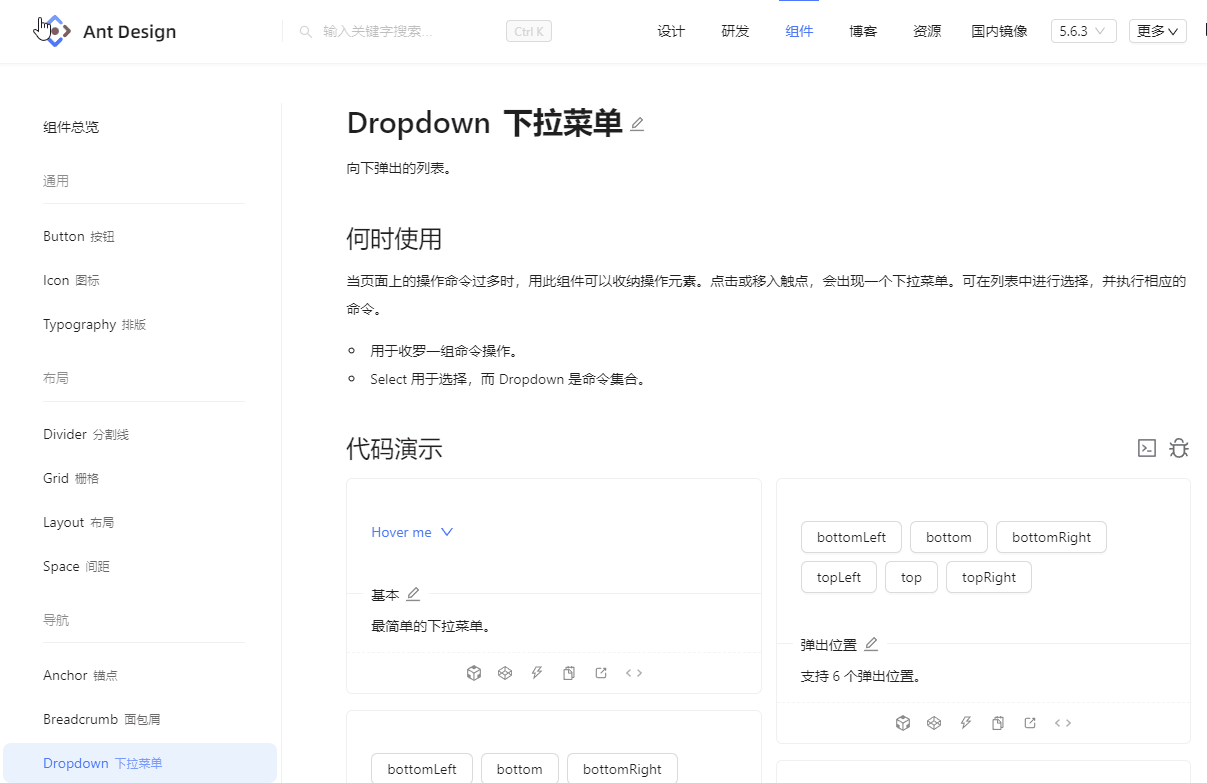 Ant Design
输入关键字搜索...
Ctrl K
设计
研发
组件
博客
资源
国内镜像
5.6.3
更多
组件总览
通用
Button 按钮
Icon 图标
Typography 排版
布局
Divider 分割线
Grid 栅格
Layout 布局
Space 间距
导航
Anchor 锚点
Breadcrumb 面包屑
Dropdown 下拉菜单
Dropdown 下拉菜单
向下弹出的列表。
何时使用
当页面上的操作命令过多时，用此组件可以收纳操作元素。点击或移入触点，会出现一个下拉菜单。可在列表中进行选择，并执行相应的
命令。
用于收罗一组命令操作。
Select 用于选择，而 Dropdown 是命令集合。
代码演示
Hover me
基本
最简单的下拉菜单。
bottomLeft
bottom
bottomRight
topLeft
top
topRight
弹出位置
支持 6 个弹出位置。
bottomLeft
bottom
bottomRight